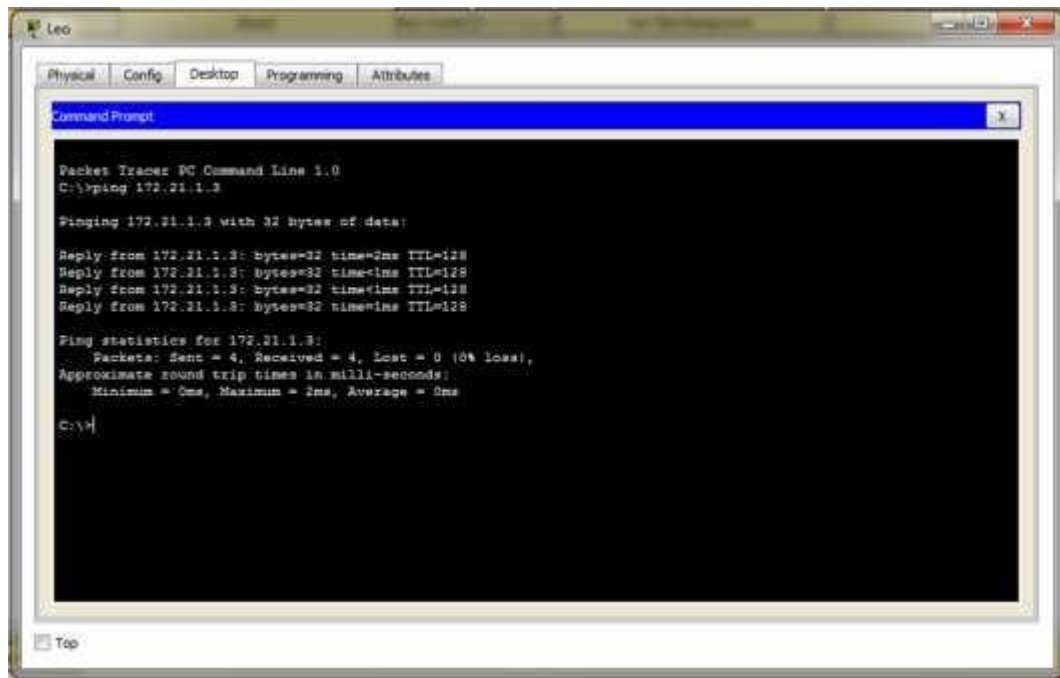 Leo
Physical Config Desktop Programming Attributes
Command Prompt X
Packet Tracer PC Command Line 1.0
C:\>ping 172.21.1.3
Pinging 172.21.1.3 with 32 bytes of data:
Reply from 172.21.1.3: bytes=32 time=2ms TTL=128
Reply from 172.21.1.3: bytes=32 time<1ms TTL=128
Reply from 172.21.1.3: bytes=32 time<1ms TTL=128
Reply from 172.21.1.3: bytes=32 time=1ms TTL=128
Ping statistics for 172.21.1.3:
Packets: Sent = 4, Received = 4, Lost = 0 (0% loss),
Approximate round trip times in milli-seconds:
Minimum = 0ms, Maximum = 2ms, Average = 0ms
C:\>
Top